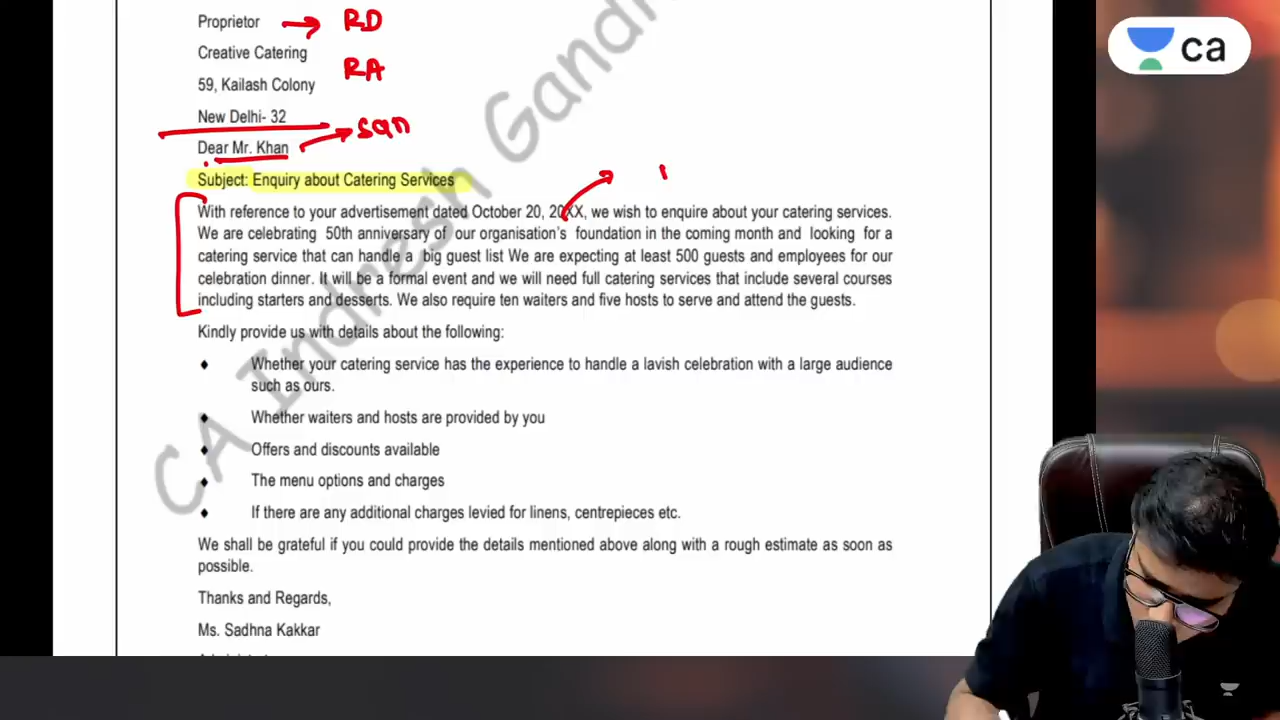 Proprietor → RD
Creative Catering
RA
59, Kailash Colony
New Delhi- 32
Dear Mr. Khan → san
Subject: Enquiry about Catering Services
With reference to your advertisement dated October 20, 20XX, we wish to enquire about your catering services.
We are celebrating 50th anniversary of our organisation's foundation in the coming month and looking for a
catering service that can handle a big guest list We are expecting at least 500 guests and employees for our
celebration dinner. It will be a formal event and we will need full catering services that include several courses
including starters and desserts. We also require ten waiters and five hosts to serve and attend the guests.
Kindly provide us with details about the following:
♦ Whether your catering service has the experience to handle a lavish celebration with a large audience
such as ours.
♦ Whether waiters and hosts are provided by you
♦ Offers and discounts available
♦ The menu options and charges
♦ If there are any additional charges levied for linens, centrepieces etc.
We shall be grateful if you could provide the details mentioned above along with a rough estimate as soon as
possible.
Thanks and Regards,
Ms. Sadhna Kakkar
CA Indresh Gand
ca